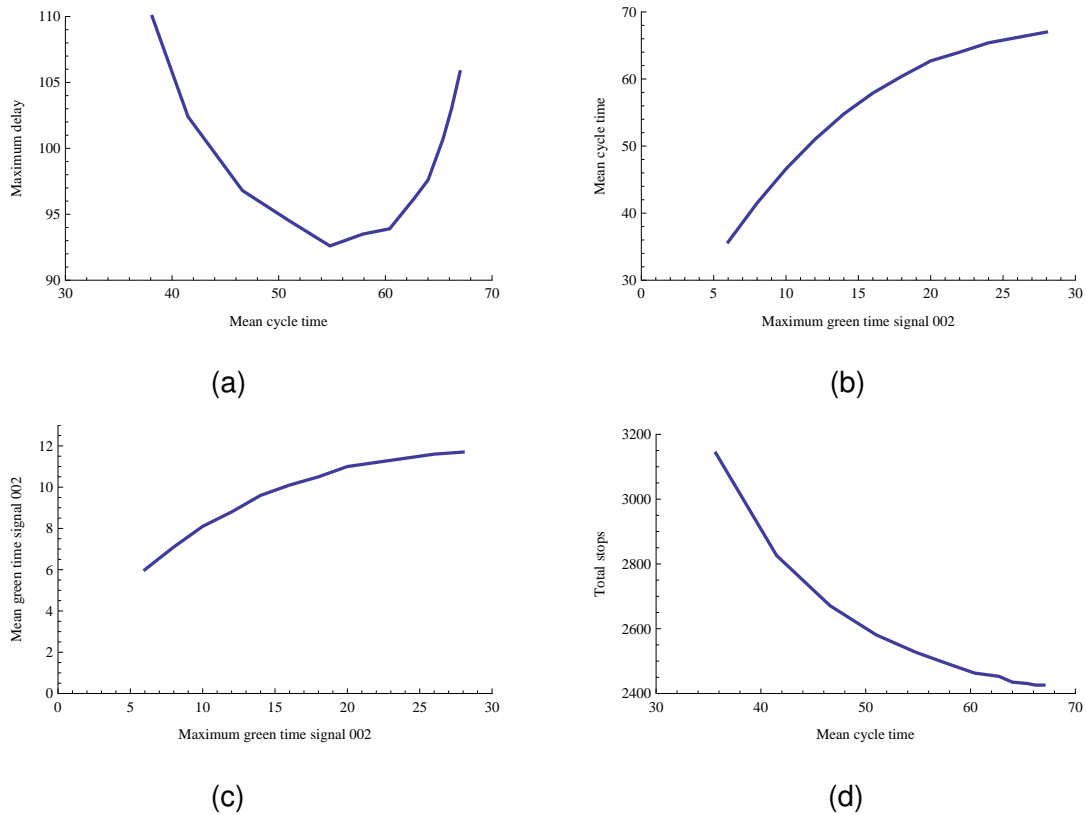 110
105
100
95
90
30 40 50 60 70
Maximum delay
Mean cycle time
(a)
70
60
50
40
30
0 5 10 15 20 25 30
Mean cycle time
Maximum green time signal 002
(b)
12
10
8
6
4
2
0
0 5 10 15 20 25 30
Mean green time signal 002
Maximum green time signal 002
(c)
3200
3000
2800
2600
2400
30 40 50 60 70
Total stops
Mean cycle time
(d)